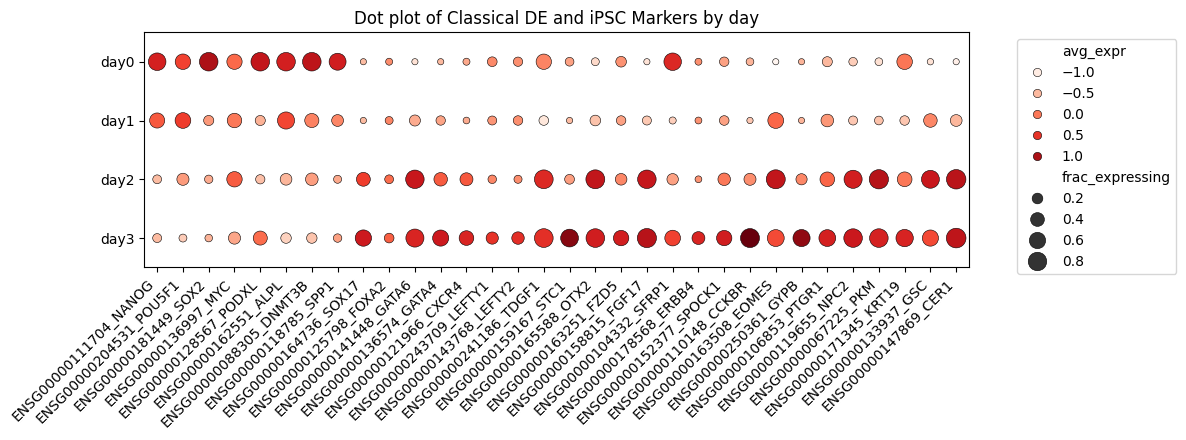 Dot plot of Classical DE and iPSC Markers by day
day0
day1
day2
day3
ENSG00000111704_NANOG
ENSG00000204531_POU5F1
ENSG00000181449_SOX2
ENSG00000136997_MYC
ENSG00000128567_PODXL
ENSG00000162551_ALPL
ENSG00000088305_DNMT3B
ENSG00000118785_SPP1
ENSG00000164736_SOX17
ENSG00000125798_FOXA2
ENSG00000141448_GATA6
ENSG00000136574_GATA4
ENSG00000121966_CXCR4
ENSG00000243709_LEFTY1
ENSG00000143768_LEFTY2
ENSG00000241186_TDGF1
ENSG00000159167_STC1
ENSG00000165588_OTX2
ENSG00000163251_FZD5
ENSG00000158815_FGF17
ENSG00000104332_SFRP1
ENSG00000178568_ERBB4
ENSG00000152377_SPOCK1
ENSG00000110148_CCKBR
ENSG00000163508_EOMES
ENSG00000250361_GYPB
ENSG00000106853_PTGR1
ENSG00000119655_NPC2
ENSG00000067225_PKM
ENSG00000171345_KRT19
ENSG00000133937_GSC
ENSG00000147869_CER1
avg_expr
−1.0
−0.5
0.0
0.5
1.0
frac_expressing
0.2
0.4
0.6
0.8